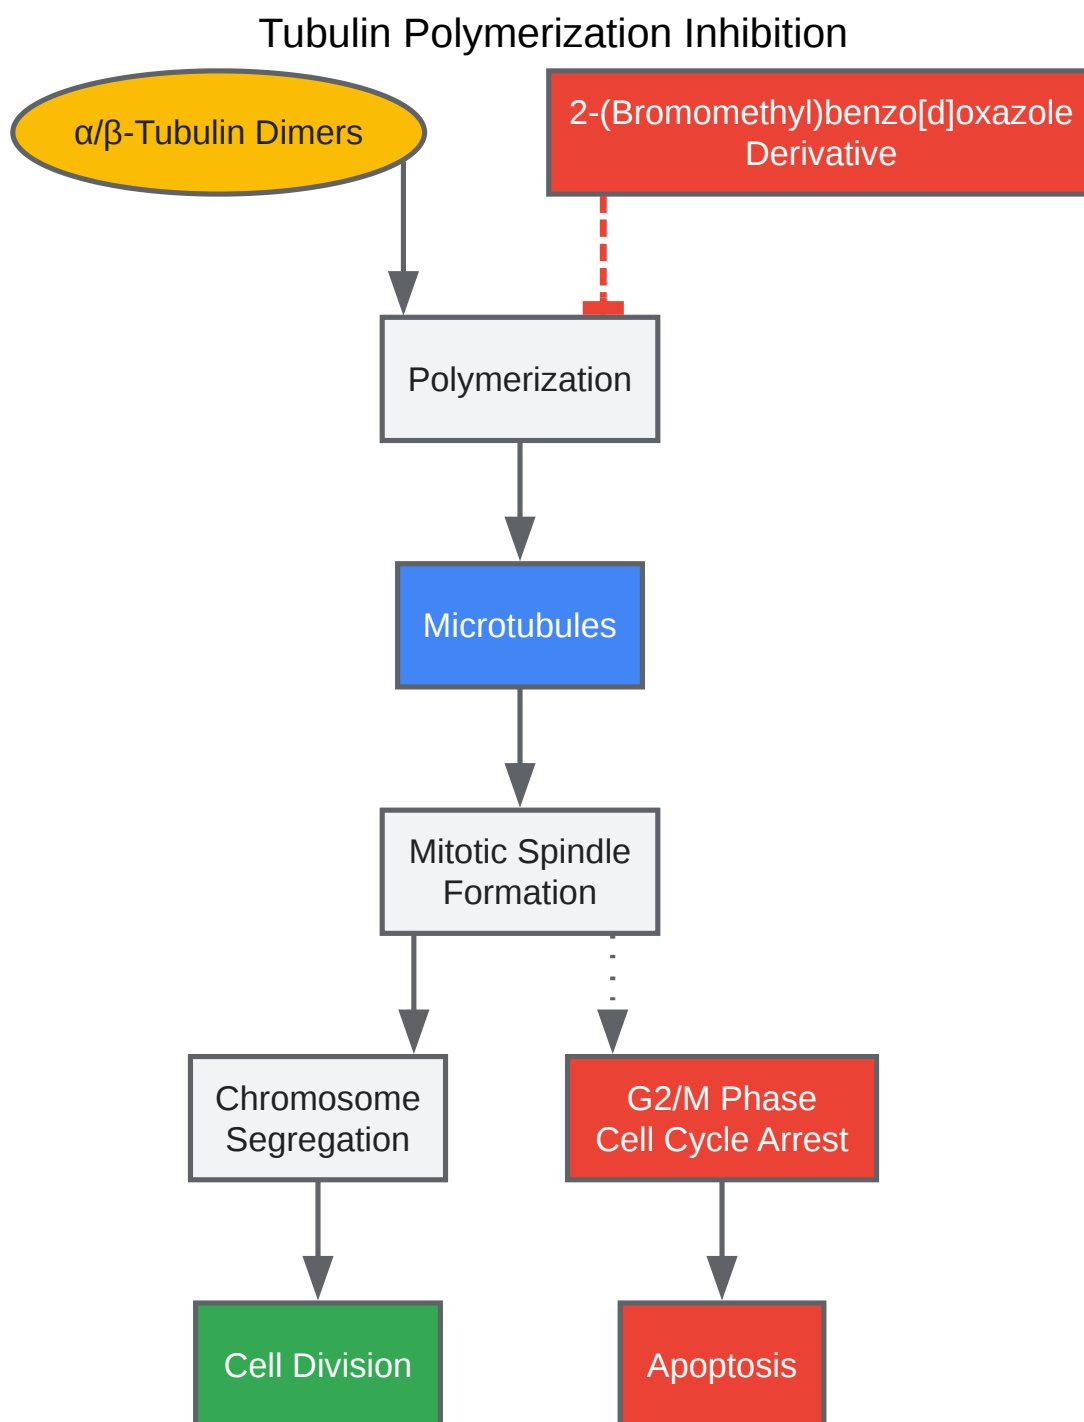 Tubulin Polymerization Inhibition
α/β-Tubulin Dimers
2-(Bromomethyl)benzo[d]oxazole
Derivative
Polymerization
Microtubules
Mitotic Spindle
Formation
Chromosome
Segregation
G2/M Phase
Cell Cycle Arrest
Cell Division
Apoptosis